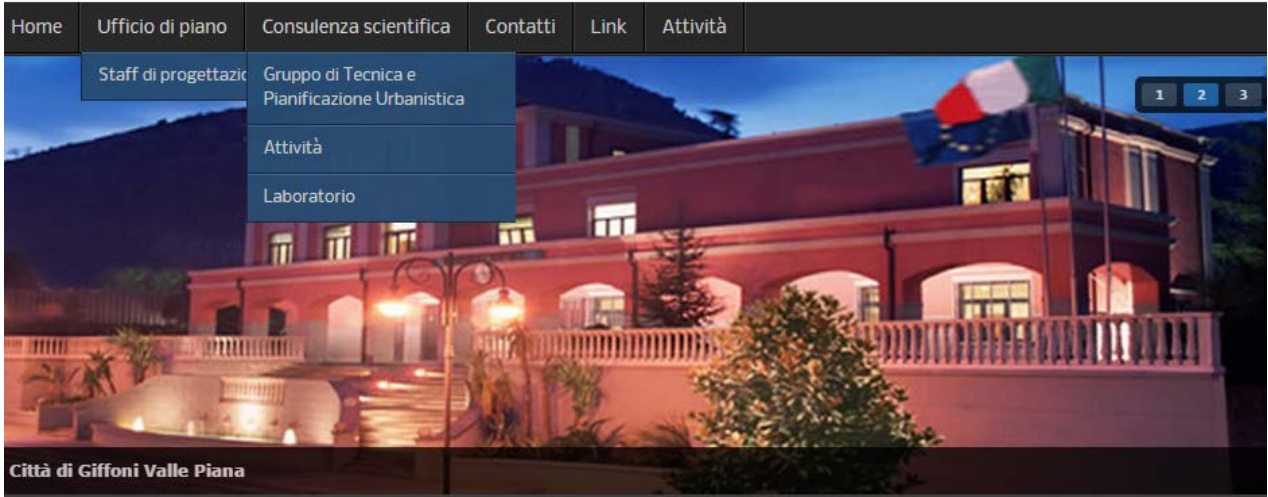 Home Ufficio di piano Consulenza scientifica Contatti Link Attività
Staff di progettazio
Gruppo di Tecnica e
Pianificazione Urbanistica
Attività
Laboratorio
1 2 3
Città di Giffoni Valle Piana